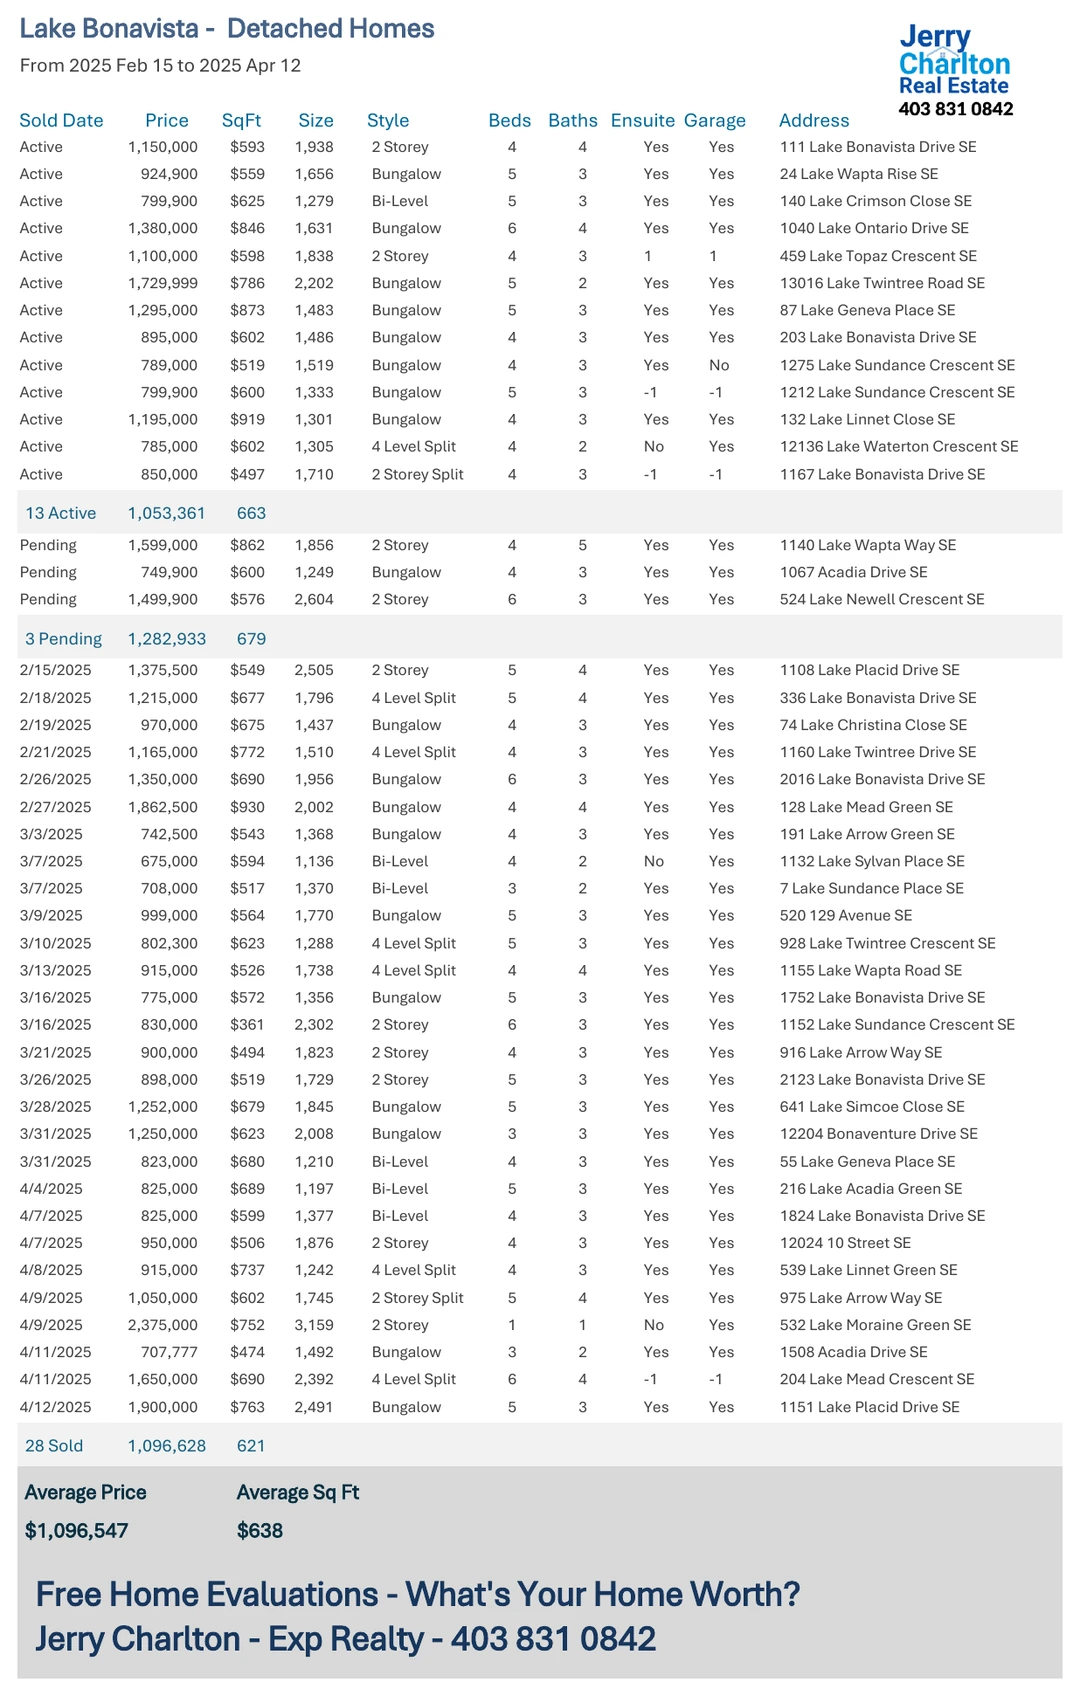 Lake Bonavista - Detached Homes
From 2025 Feb 15 to 2025 Apr 12
Jerry
Charlton
Real Estate
403 831 0842
Sold Date Price SqFt Size Style Beds Baths Ensuite Garage Address
Active 1,150,000 $593 1,938 2 Storey 4 4 Yes Yes 111 Lake Bonavista Drive SE
Active 924,900 $559 1,656 Bungalow 5 3 Yes Yes 24 Lake Wapta Rise SE
Active 799,900 $625 1,279 Bi-Level 5 3 Yes Yes 140 Lake Crimson Close SE
Active 1,380,000 $846 1,631 Bungalow 6 4 Yes Yes 1040 Lake Ontario Drive SE
Active 1,100,000 $598 1,838 2 Storey 4 3 1 1 459 Lake Topaz Crescent SE
Active 1,729,999 $786 2,202 Bungalow 5 2 Yes Yes 13016 Lake Twintree Road SE
Active 1,295,000 $873 1,483 Bungalow 5 3 Yes Yes 87 Lake Geneva Place SE
Active 895,000 $602 1,486 Bungalow 4 3 Yes Yes 203 Lake Bonavista Drive SE
Active 789,000 $519 1,519 Bungalow 4 3 Yes No 1275 Lake Sundance Crescent SE
Active 799,900 $600 1,333 Bungalow 5 3 -1 -1 1212 Lake Sundance Crescent SE
Active 1,195,000 $919 1,301 Bungalow 4 3 Yes Yes 132 Lake Linnet Close SE
Active 785,000 $602 1,305 4 Level Split 4 2 No Yes 12136 Lake Waterton Crescent SE
Active 850,000 $497 1,710 2 Storey Split 4 3 -1 -1 1167 Lake Bonavista Drive SE
13 Active 1,053,361 663
Pending 1,599,000 $862 1,856 2 Storey 4 5 Yes Yes 1140 Lake Wapta Way SE
Pending 749,900 $600 1,249 Bungalow 4 3 Yes Yes 1067 Acadia Drive SE
Pending 1,499,900 $576 2,604 2 Storey 6 3 Yes Yes 524 Lake Newell Crescent SE
3 Pending 1,282,933 679
2/15/2025 1,375,500 $549 2,505 2 Storey 5 4 Yes Yes 1108 Lake Placid Drive SE
2/18/2025 1,215,000 $677 1,796 4 Level Split 5 4 Yes Yes 336 Lake Bonavista Drive SE
2/19/2025 970,000 $675 1,437 Bungalow 4 3 Yes Yes 74 Lake Christina Close SE
2/21/2025 1,165,000 $772 1,510 4 Level Split 4 3 Yes Yes 1160 Lake Twintree Drive SE
2/26/2025 1,350,000 $690 1,956 Bungalow 6 3 Yes Yes 2016 Lake Bonavista Drive SE
2/27/2025 1,862,500 $930 2,002 Bungalow 4 4 Yes Yes 128 Lake Mead Green SE
3/3/2025 742,500 $543 1,368 Bungalow 4 3 Yes Yes 191 Lake Arrow Green SE
3/7/2025 675,000 $594 1,136 Bi-Level 4 2 No Yes 1132 Lake Sylvan Place SE
3/7/2025 708,000 $517 1,370 Bi-Level 3 2 Yes Yes 7 Lake Sundance Place SE
3/9/2025 999,000 $564 1,770 Bungalow 5 3 Yes Yes 520 129 Avenue SE
3/10/2025 802,300 $623 1,288 4 Level Split 5 3 Yes Yes 928 Lake Twintree Crescent SE
3/13/2025 915,000 $526 1,738 4 Level Split 4 4 Yes Yes 1155 Lake Wapta Road SE
3/16/2025 775,000 $572 1,356 Bungalow 5 3 Yes Yes 1752 Lake Bonavista Drive SE
3/16/2025 830,000 $361 2,302 2 Storey 6 3 Yes Yes 1152 Lake Sundance Crescent SE
3/21/2025 900,000 $494 1,823 2 Storey 4 3 Yes Yes 916 Lake Arrow Way SE
3/26/2025 898,000 $519 1,729 2 Storey 5 3 Yes Yes 2123 Lake Bonavista Drive SE
3/28/2025 1,252,000 $679 1,845 Bungalow 5 3 Yes Yes 641 Lake Simcoe Close SE
3/31/2025 1,250,000 $623 2,008 Bungalow 3 3 Yes Yes 12204 Bonaventure Drive SE
3/31/2025 823,000 $680 1,210 Bi-Level 4 3 Yes Yes 55 Lake Geneva Place SE
4/4/2025 825,000 $689 1,197 Bi-Level 5 3 Yes Yes 216 Lake Acadia Green SE
4/7/2025 825,000 $599 1,377 Bi-Level 4 3 Yes Yes 1824 Lake Bonavista Drive SE
4/7/2025 950,000 $506 1,876 2 Storey 4 3 Yes Yes 12024 10 Street SE
4/8/2025 915,000 $737 1,242 4 Level Split 4 3 Yes Yes 539 Lake Linnet Green SE
4/9/2025 1,050,000 $602 1,745 2 Storey Split 5 4 Yes Yes 975 Lake Arrow Way SE
4/9/2025 2,375,000 $752 3,159 2 Storey 1 1 No Yes 532 Lake Moraine Green SE
4/11/2025 707,777 $474 1,492 Bungalow 3 2 Yes Yes 1508 Acadia Drive SE
4/11/2025 1,650,000 $690 2,392 4 Level Split 6 4 -1 -1 204 Lake Mead Crescent SE
4/12/2025 1,900,000 $763 2,491 Bungalow 5 3 Yes Yes 1151 Lake Placid Drive SE
28 Sold 1,096,628 621
Average Price Average Sq Ft
$1,096,547 $638
Free Home Evaluations - What's Your Home Worth?
Jerry Charlton - Exp Realty - 403 831 0842